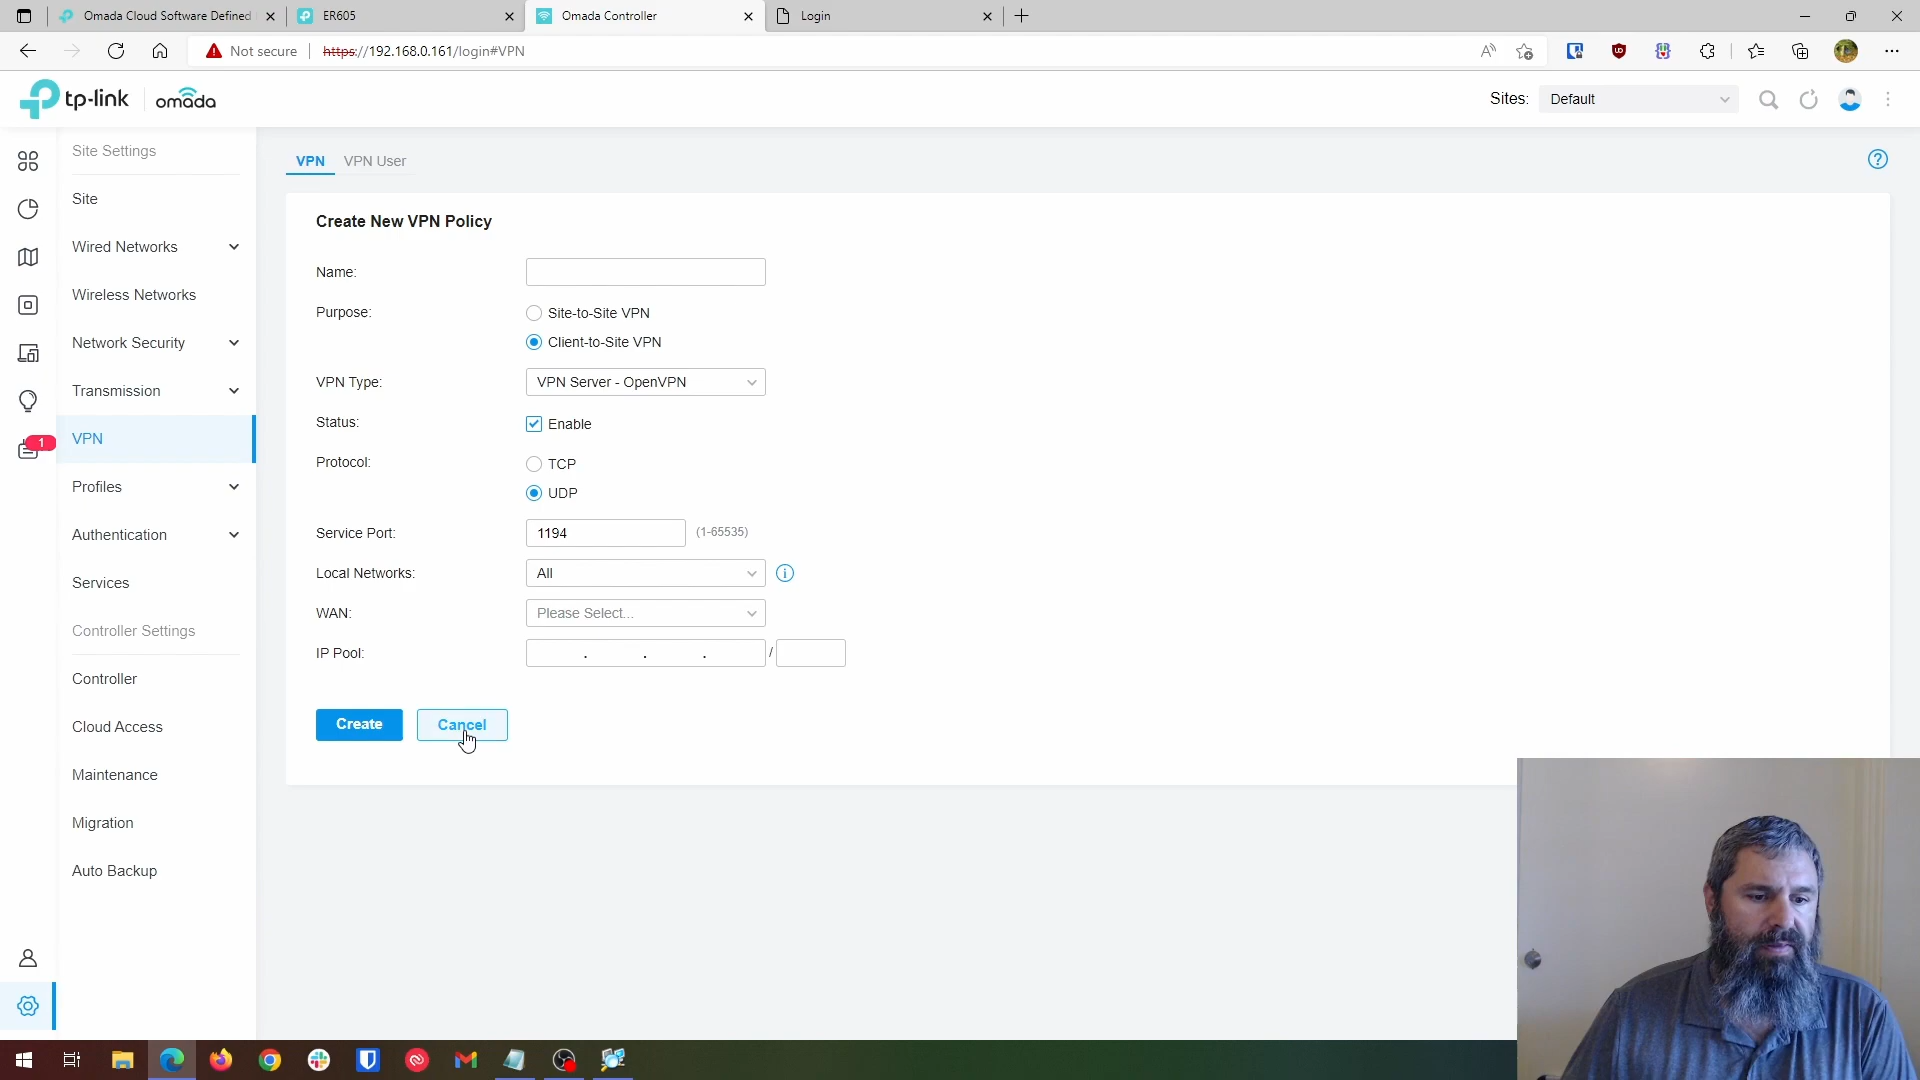 Omada Cloud Software Defined
ER605
Omada Controller
Login
Not secure
https://192.168.0.161/login#VPN
tp-link
omada
Sites:
Default
Site Settings
Site
Wired Networks
Wireless Networks
Network Security
Transmission
VPN
Profiles
Authentication
Services
Controller Settings
Controller
Cloud Access
Maintenance
Migration
Auto Backup
1
VPN
VPN User
?
Create New VPN Policy
Name:
Purpose:
Site-to-Site VPN
Client-to-Site VPN
VPN Type:
VPN Server - OpenVPN
Status:
Enable
Protocol:
TCP
UDP
Service Port:
1194
(1-65535)
Local Networks:
All
WAN:
Please Select...
IP Pool:
. . . /
Create
Cancel